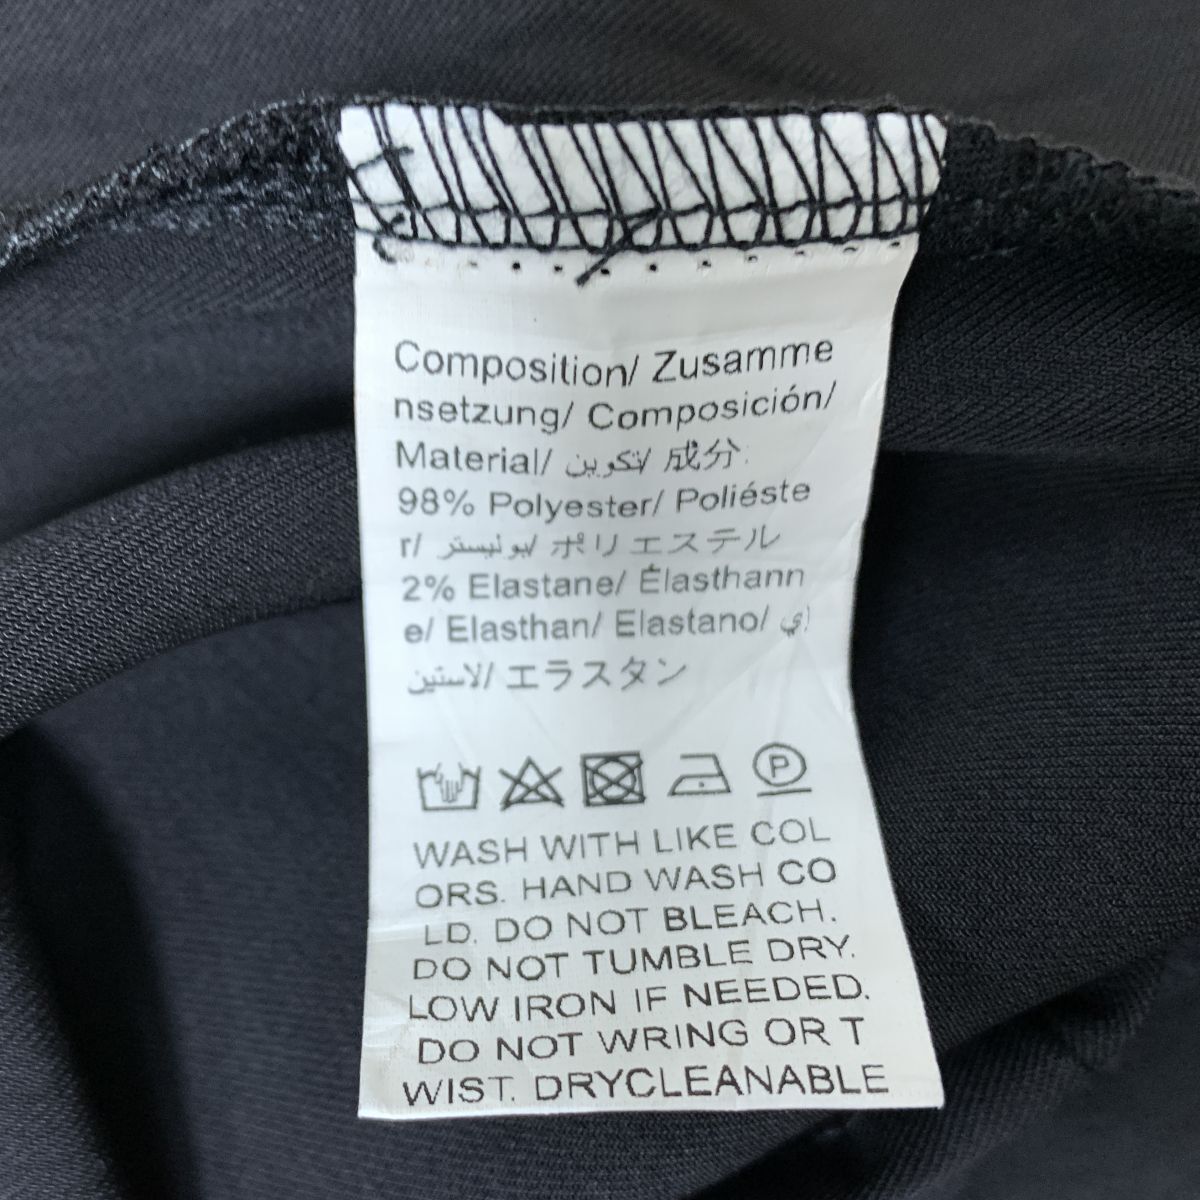 Composition/ Zusamme
nsetzung/ Composición/
Material/ تكوين/ 成分:
98% Polyester/ Poliéste
r/ بوليستر/ ポリエステル
2% Elastane/ Élasthann
e/ Elasthan/ Elastano/ إي
لاستين/ エラスタン
P
WASH WITH LIKE COL
ORS. HAND WASH CO
LD. DO NOT BLEACH.
DO NOT TUMBLE DRY.
LOW IRON IF NEEDED.
DO NOT WRING OR T
WIST. DRYCLEANABLE